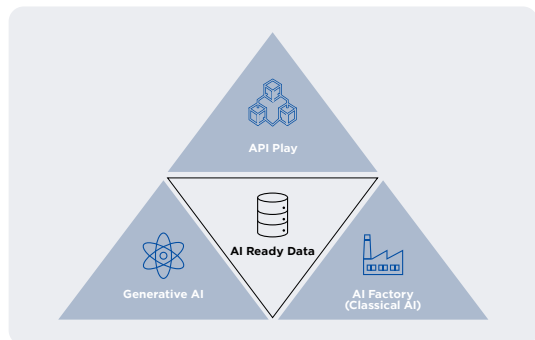 API Play
AI Ready Data
Generative AI
AI Factory
(Classical AI)